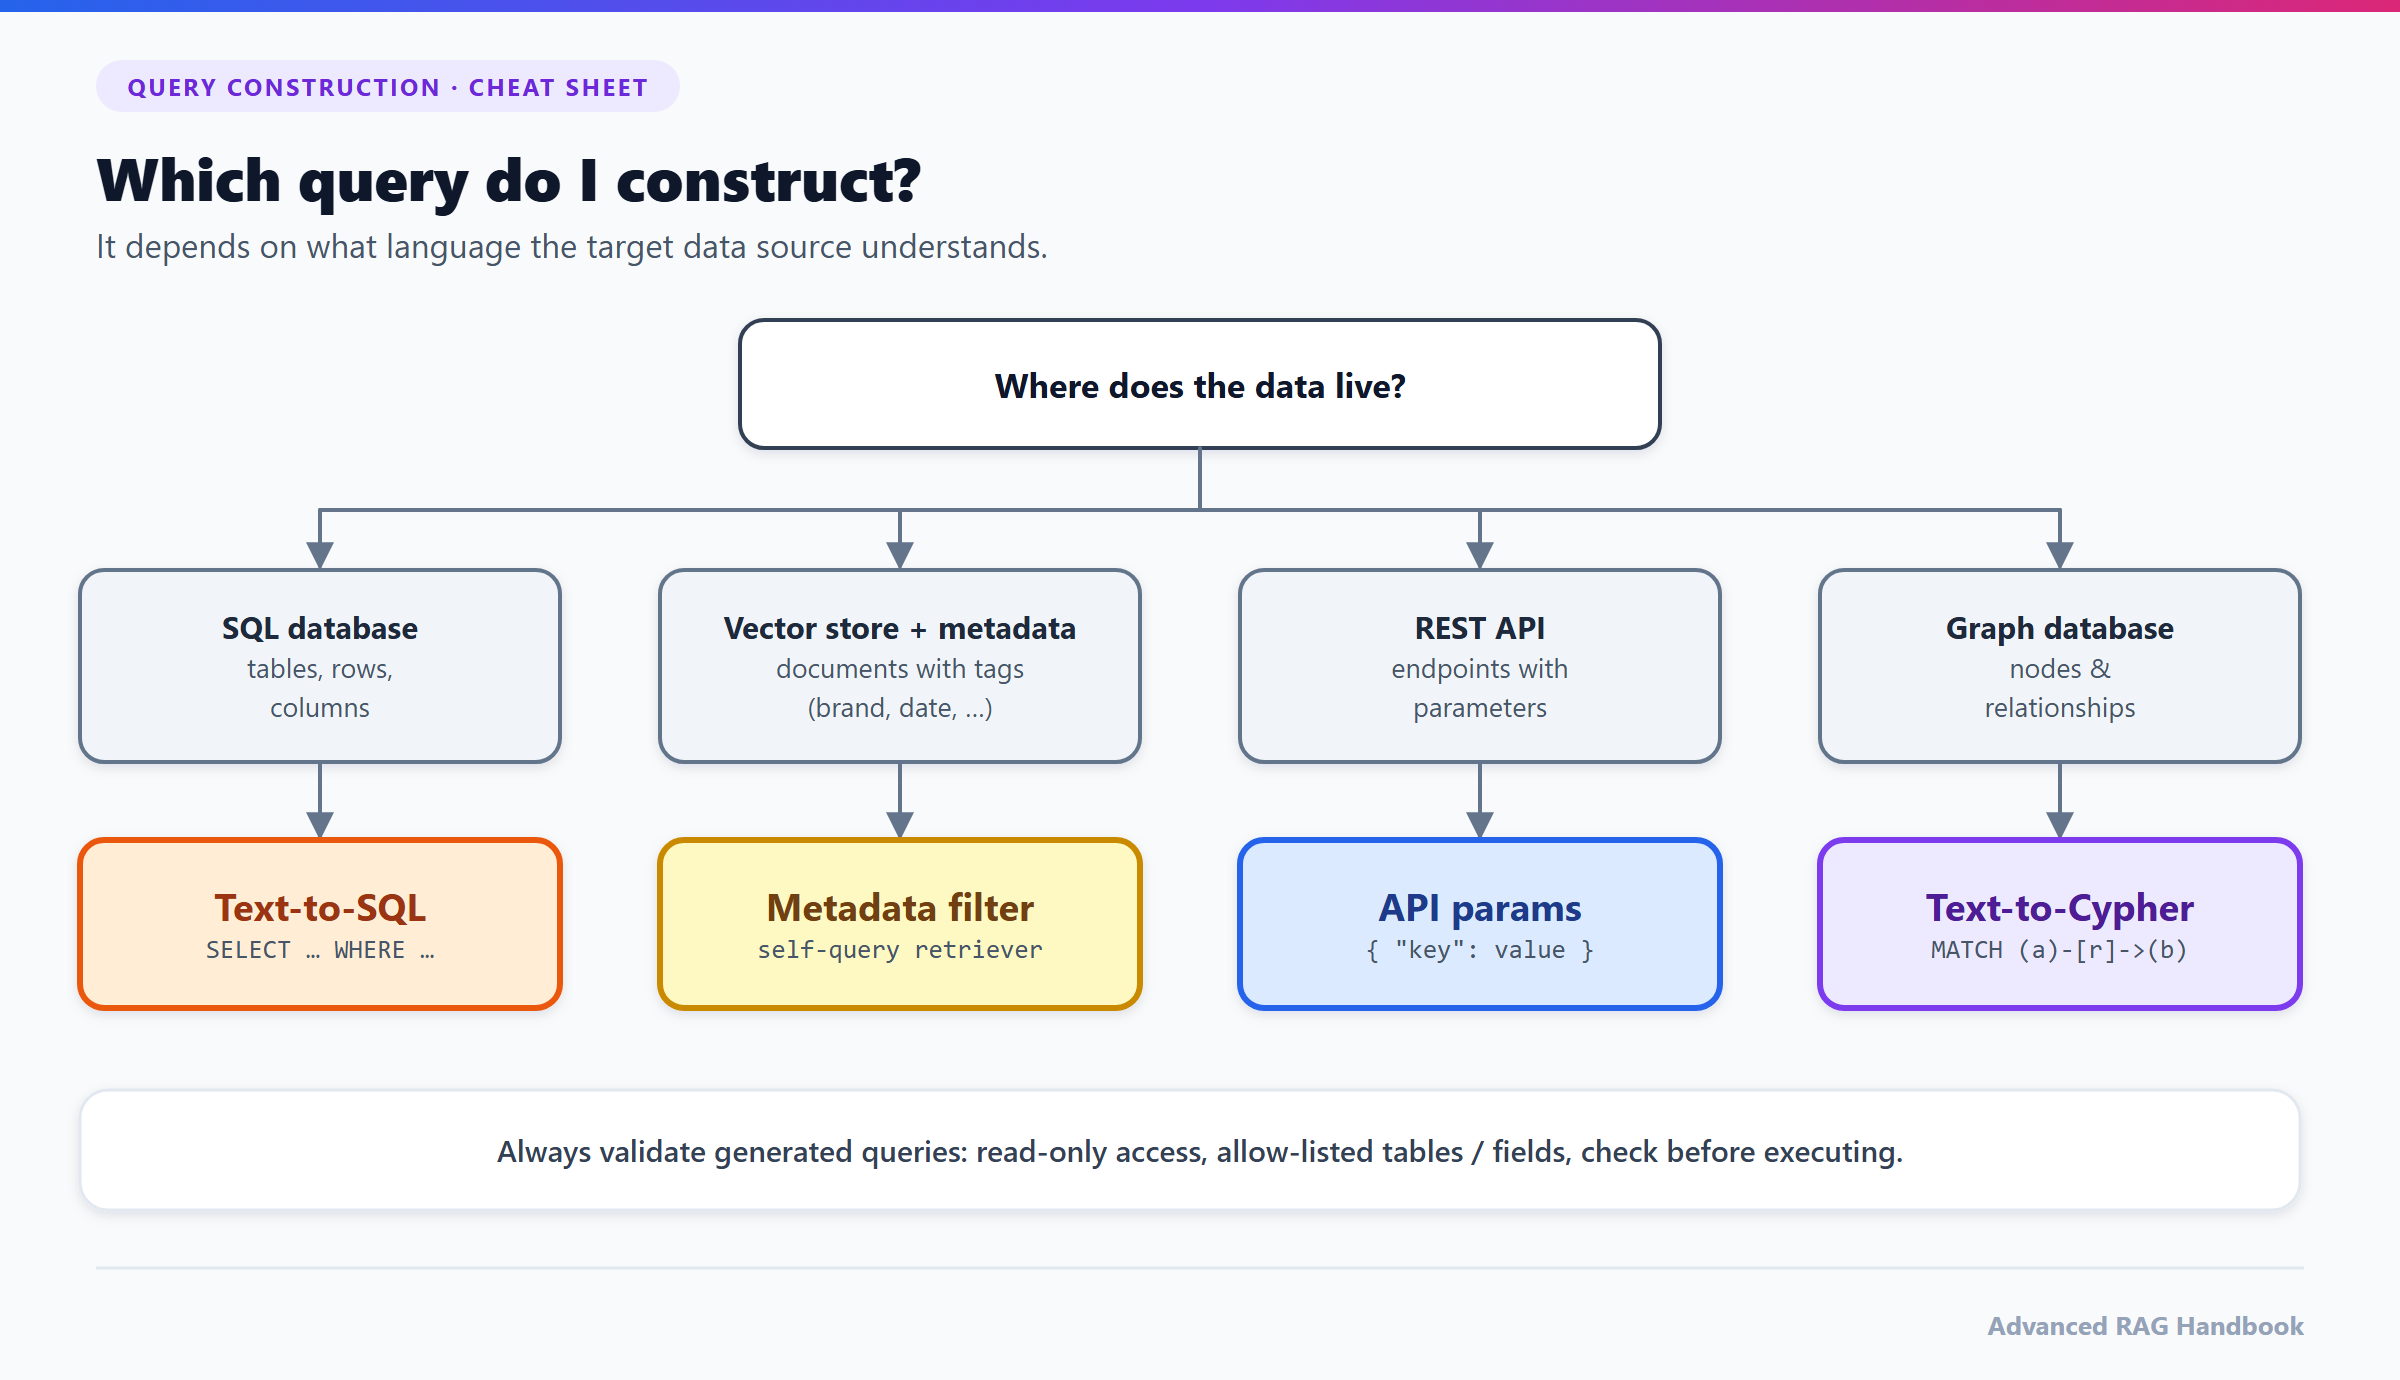 QUERY CONSTRUCTION · CHEAT SHEET
Which query do I construct?
It depends on what language the target data source understands.
Where does the data live?
SQL database
tables, rows,
columns
Vector store + metadata
documents with tags
(brand, date, ...)
REST API
endpoints with
parameters
Graph database
nodes &
relationships
Text-to-SQL
SELECT … WHERE …
Metadata filter
self-query retriever
API params
{ "key": value }
Text-to-Cypher
MATCH (a)-[r]->(b)
Always validate generated queries: read-only access, allow-listed tables / fields, check before executing.
Advanced RAG Handbook